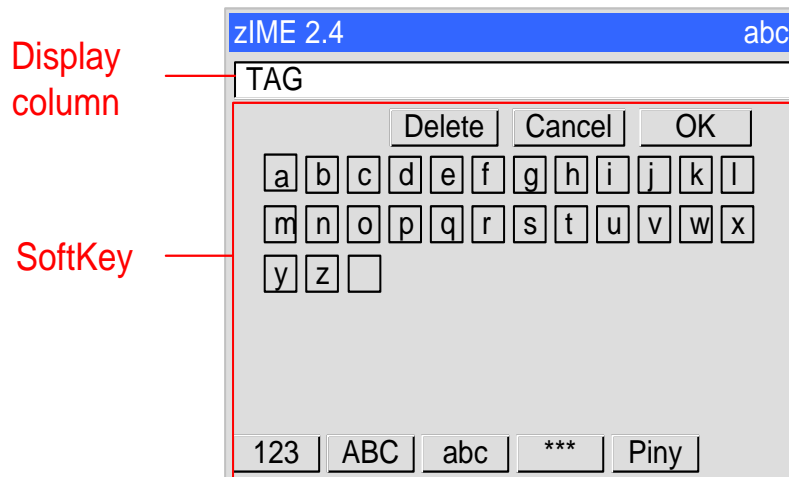 zIME 2.4 abc
Display
column
TAG
Delete Cancel OK
a b c d e f g h i j k l
m n o p q r s t u v w x
SoftKey
y z
123 ABC abc *** Piny